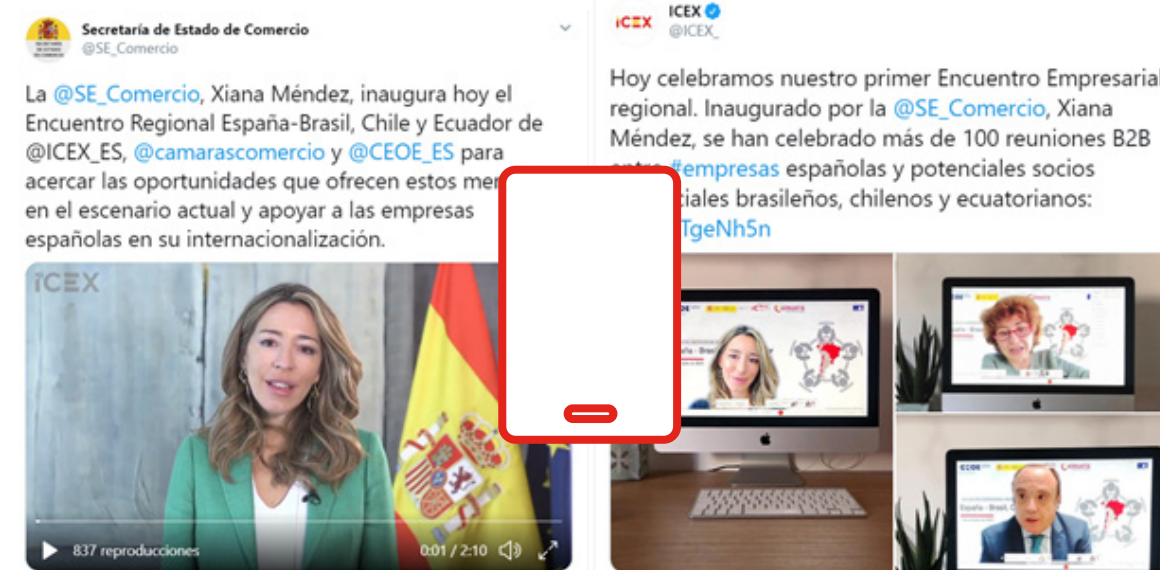 Secretaría de Estado de Comercio
@SE_Comercio
La @SE_Comercio, Xiana Méndez, inaugura hoy el
Encuentro Regional España-Brasil, Chile y Ecuador de
@ICEX_ES, @camarascomercio y @CEOE_ES para
acercar las oportunidades que ofrecen estos
en el escenario actual y apoyar a las empresas
españolas en su internacionalización.
ICEX
837 reproducciones
0:01 / 2:10
ICEX
ICEX
@ICEX_
Hoy celebramos nuestro primer Encuentro Empresarial
regional. Inaugurado por la @SE_Comercio, Xiana
Méndez, se han celebrado más de 100 reuniones B2B
#empresas españolas y potenciales socios
brasileños, chilenos y ecuatorianos:
TgeNh5n